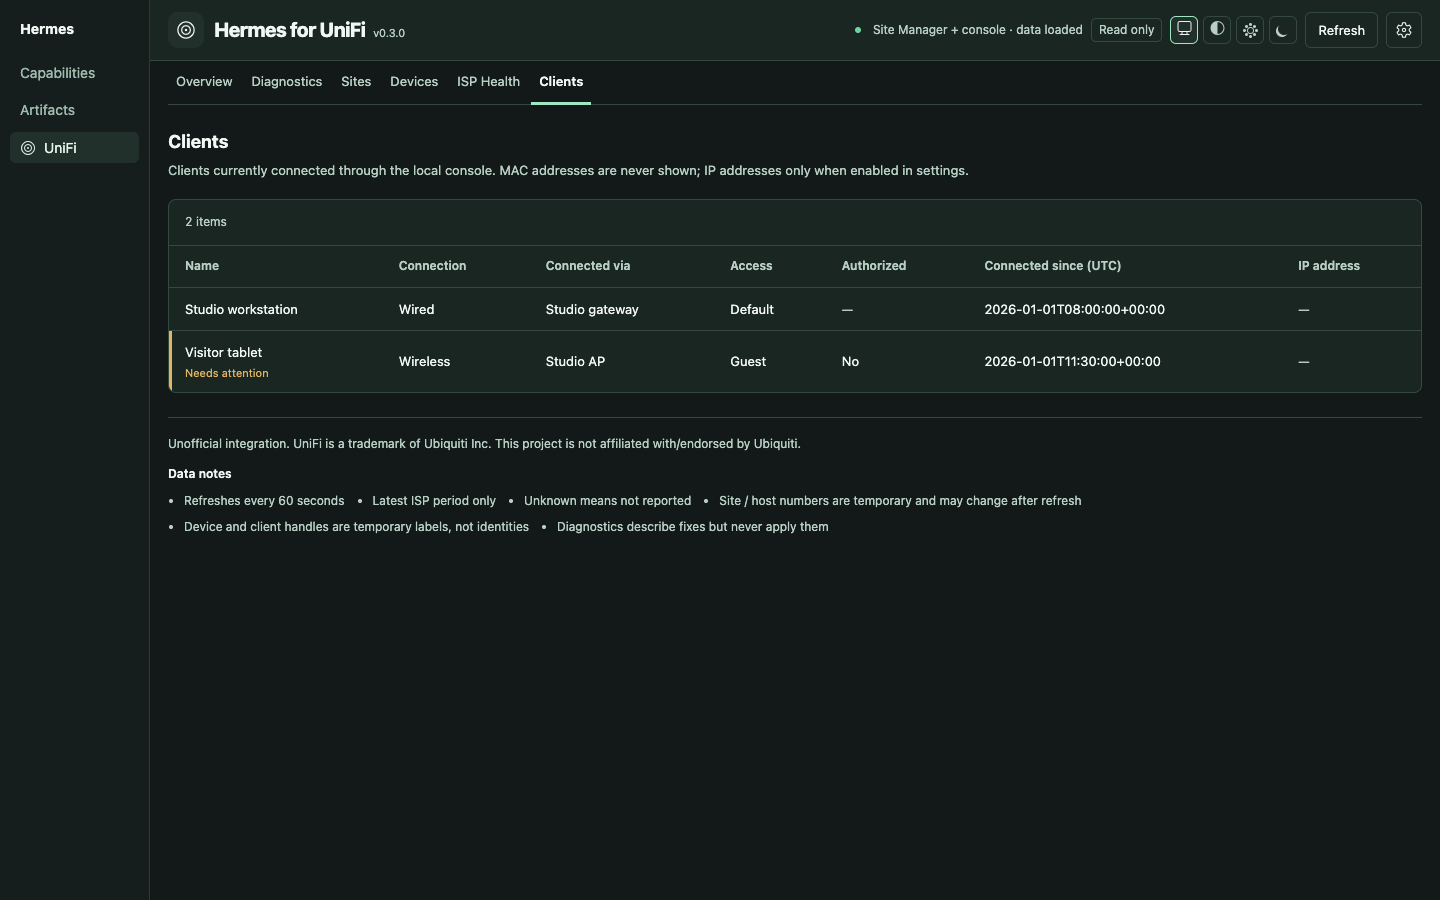 Hermes
Capabilities
Artifacts
UniFi
Hermes for UniFi v0.3.0
Site Manager + console · data loaded
Read only
Refresh
Overview Diagnostics Sites Devices ISP Health Clients
Clients
Clients currently connected through the local console. MAC addresses are never shown; IP addresses only when enabled in settings.
2 items
Name Connection Connected via Access Authorized Connected since (UTC) IP address
Studio workstation Wired Studio gateway Default — 2026-01-01T08:00:00+00:00 —
Visitor tablet Wireless Studio AP Guest No 2026-01-01T11:30:00+00:00 —
Needs attention
Unofficial integration. UniFi is a trademark of Ubiquiti Inc. This project is not affiliated with/endorsed by Ubiquiti.
Data notes
• Refreshes every 60 seconds • Latest ISP period only • Unknown means not reported • Site / host numbers are temporary and may change after refresh
• Device and client handles are temporary labels, not identities • Diagnostics describe fixes but never apply them